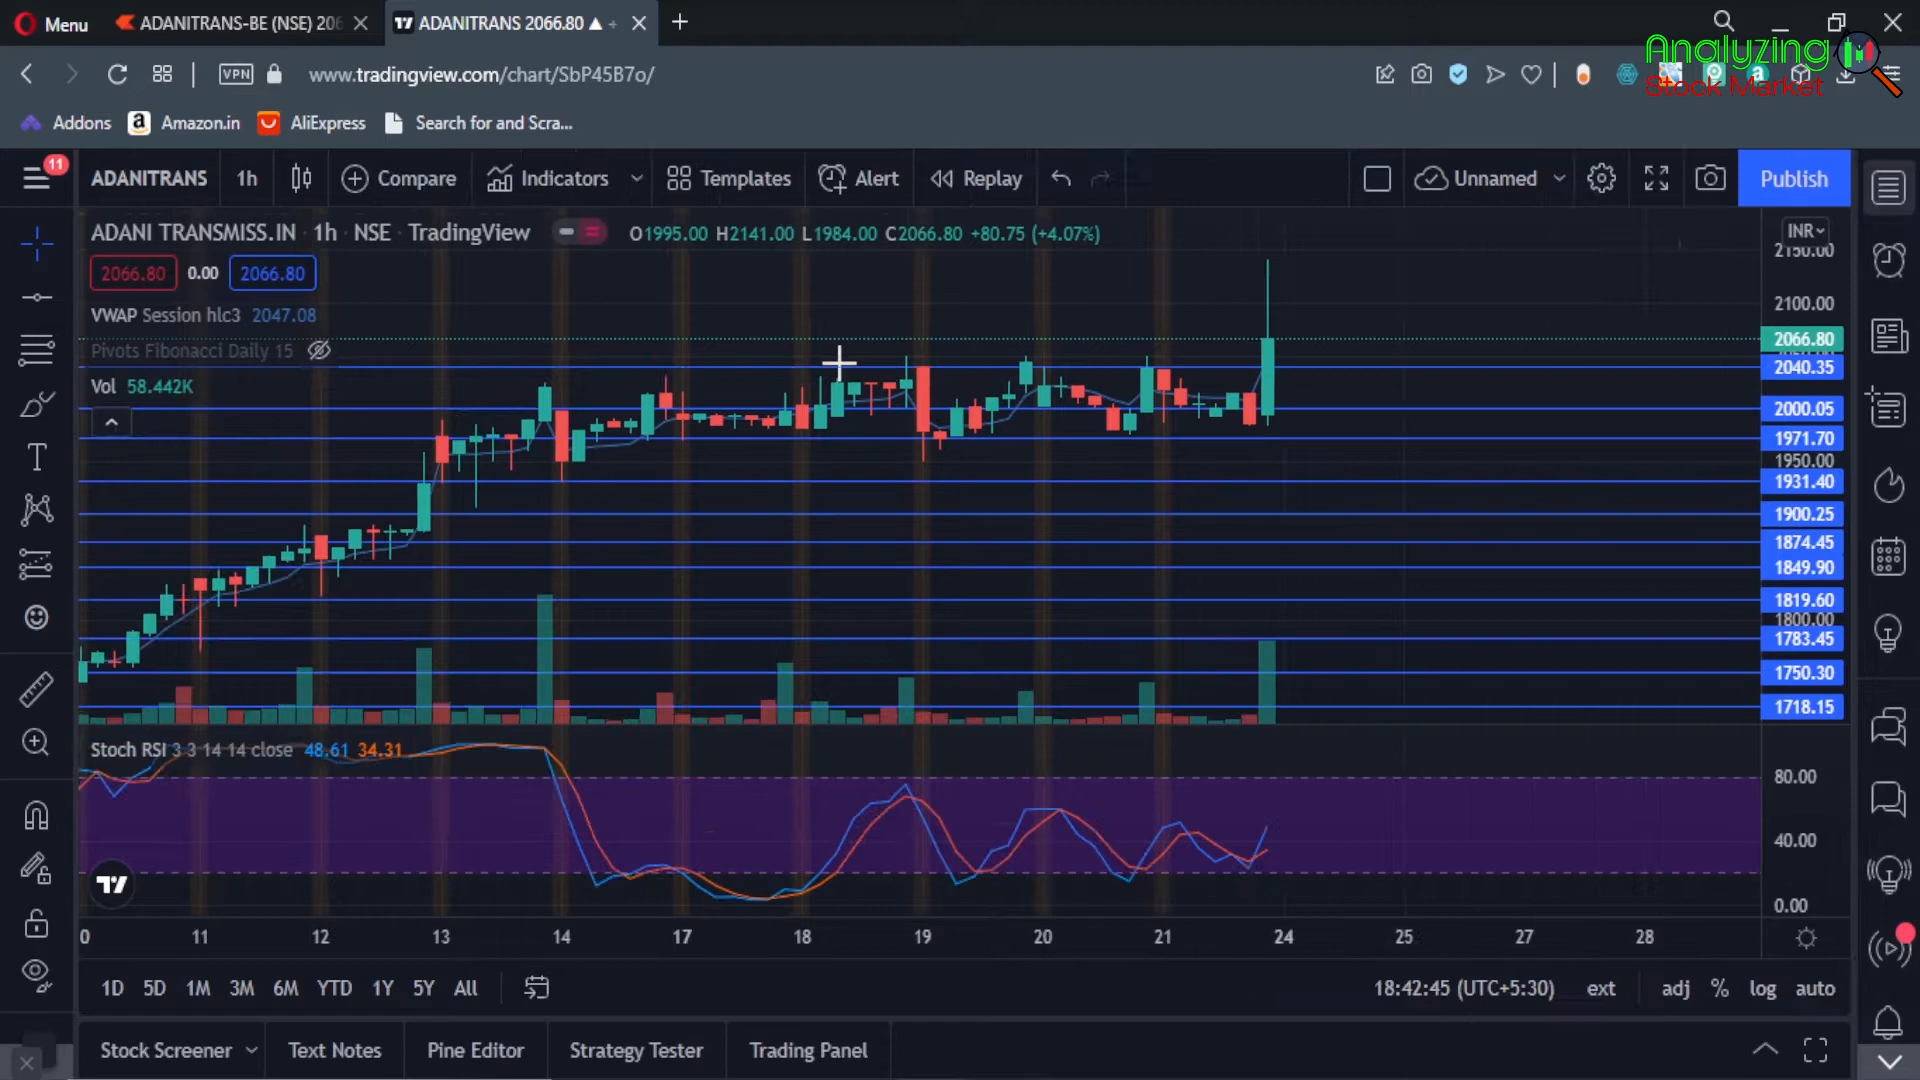 Menu
ADANITRANS-BE (NSE) 206
ADANITRANS 2066.80 ▲ +
Analyzing
Stock Market
VPN
www.tradingview.com/chart/SbP45B7o/
Addons
Amazon.in
AliExpress
Search for and Scra...
11
ADANITRANS
1h
Compare
Indicators
Templates
Alert
Replay
Unnamed
Publish
ADANI TRANSMISS.IN · 1h · NSE · TradingView
O1995.00 H2141.00 L1984.00 C2066.80 +80.75 (+4.07%)
INR
2066.80 0.00 2066.80
VWAP Session hlc3 2047.08
Pivots Fibonacci Daily 15
Vol 58.442K
2150.00
2100.00
2066.80
2040.35
2000.05
1971.70
1950.00
1931.40
1900.25
1874.45
1849.90
1819.60
1800.00
1783.45
1750.30
1718.15
Stoch RSI 3 3 14 14 close 48.61 34.31
80.00
40.00
0.00
0 11 12 13 14 17 18 19 20 21 24 25 27 28
1D 5D 1M 3M 6M YTD 1Y 5Y All
18:42:45 (UTC+5:30) ext adj % log auto
Stock Screener
Text Notes
Pine Editor
Strategy Tester
Trading Panel